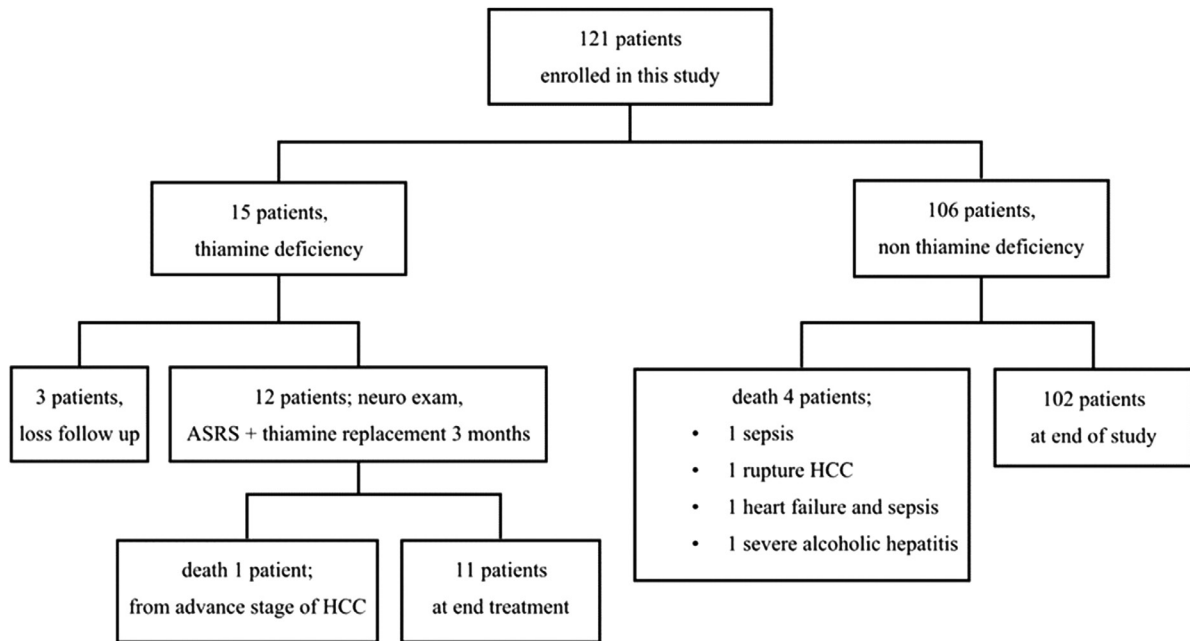 121 patients
enrolled in this study
15 patients,
thiamine deficiency
106 patients,
non thiamine deficiency
3 patients,
loss follow up
12 patients; neuro exam,
ASRS + thiamine replacement 3 months
death 4 patients;
• 1 sepsis
• 1 rupture HCC
• 1 heart failure and sepsis
• 1 severe alcoholic hepatitis
102 patients
at end of study
death 1 patient;
from advance stage of HCC
11 patients
at end treatment